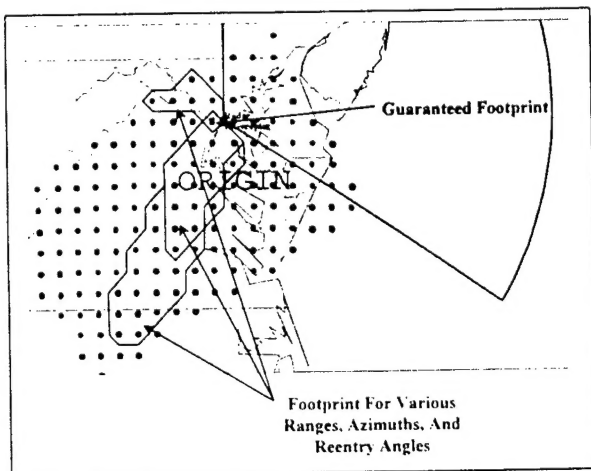 Guaranteed Footprint
ORIGIN
Footprint For Various
Ranges, Azimuths, And
Reentry Angles